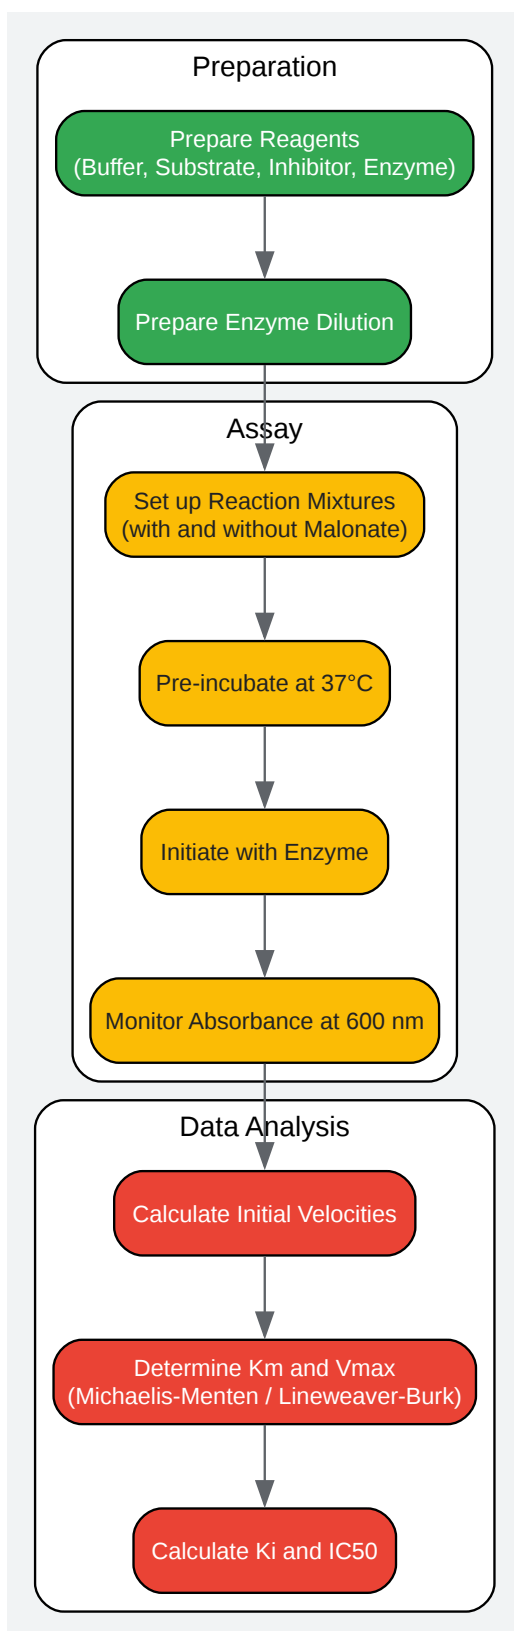 Preparation
Prepare Reagents
(Buffer, Substrate, Inhibitor, Enzyme)
Prepare Enzyme Dilution
Assay
Set up Reaction Mixtures
(with and without Malonate)
Pre-incubate at 37°C
Initiate with Enzyme
Monitor Absorbance at 600 nm
Data Analysis
Calculate Initial Velocities
Determine Km and Vmax
(Michaelis-Menten / Lineweaver-Burk)
Calculate Ki and IC50